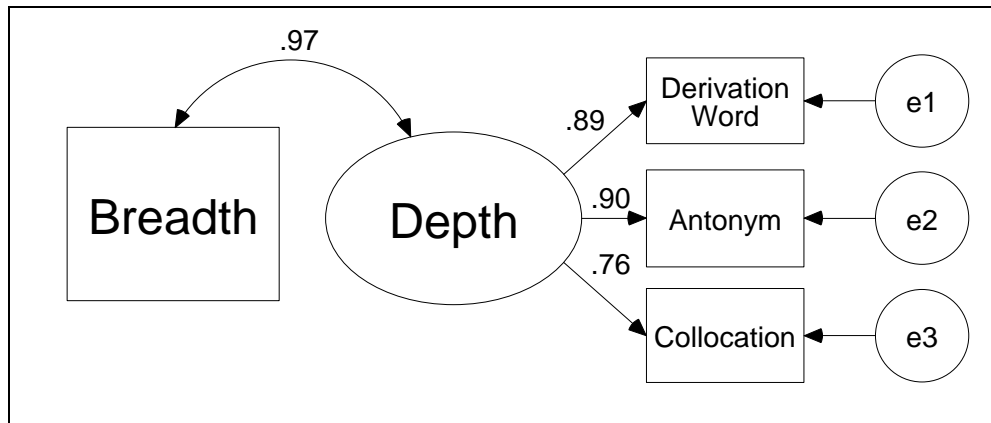 .97
Breadth
Depth
.89
.90
.76
Derivation
Word
Antonym
Collocation
e1
e2
e3